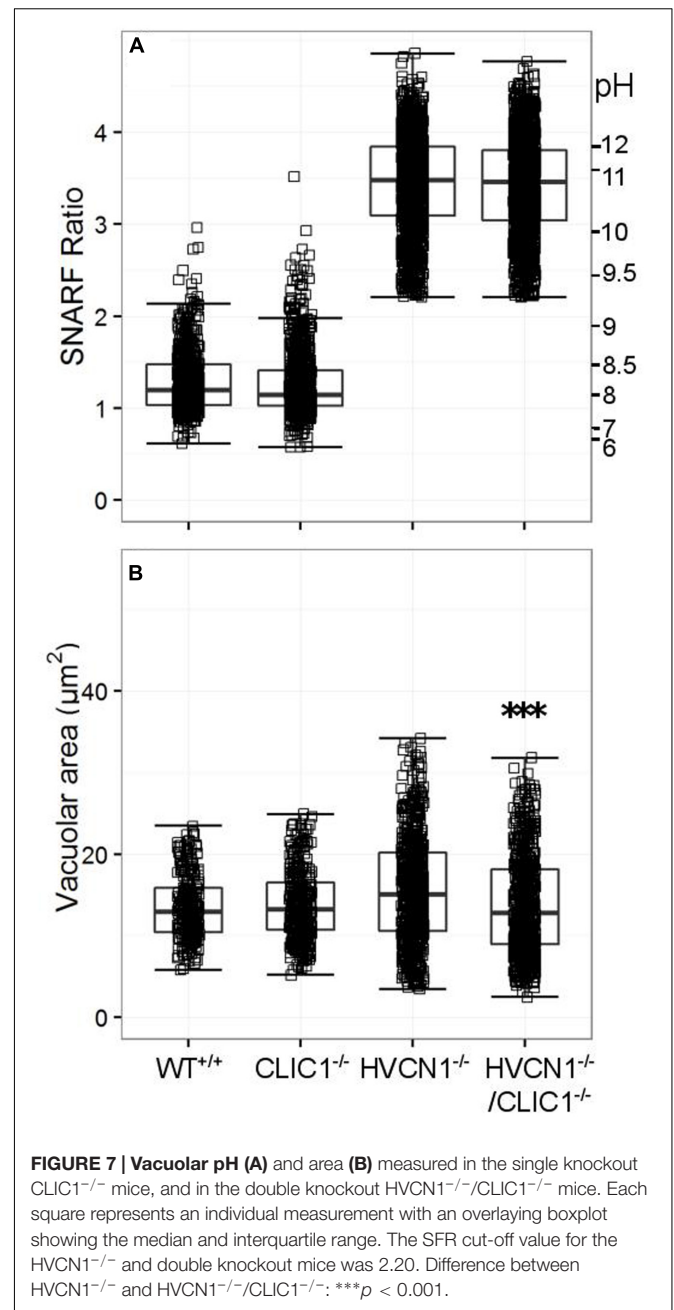 A
pH
SNARF Ratio
4
3
2
1
0
12
11
10
9.5
9
8.5
8
7
6
B
Vacuolar area (µm²)
40
20
0
***
WT⁺/⁺ CLIC1⁻/⁻ HVCN1⁻/⁻ HVCN1⁻/⁻
/CLIC1⁻/⁻
FIGURE 7 | Vacuolar pH (A) and area (B) measured in the single knockout
CLIC1⁻/⁻ mice, and in the double knockout HVCN1⁻/⁻/CLIC1⁻/⁻ mice. Each
square represents an individual measurement with an overlaying boxplot
showing the median and interquartile range. The SFR cut-off value for the
HVCN1⁻/⁻ and double knockout mice was 2.20. Difference between
HVCN1⁻/⁻ and HVCN1⁻/⁻/CLIC1⁻/⁻: ***p < 0.001.